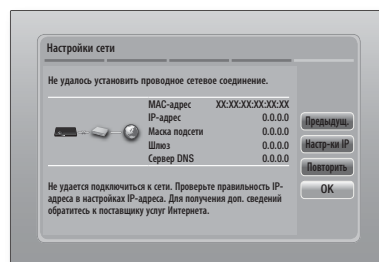 Настройки сети
Не удалось установить проводное сетевое соединение.
MAC-адрес XX:XX:XX:XX:XX:XX
IP-адрес 0.0.0.0
Маска подсети 0.0.0.0
Шлюз 0.0.0.0
Сервер DNS 0.0.0.0
Предыдущ.
Настр-ки IP
Повторить
OK
Не удается подключиться к сети. Проверьте правильность IP-
адреса в настройках IP-адреса. Для получения доп. сведений
обратитесь к поставщику услуг Интернета.